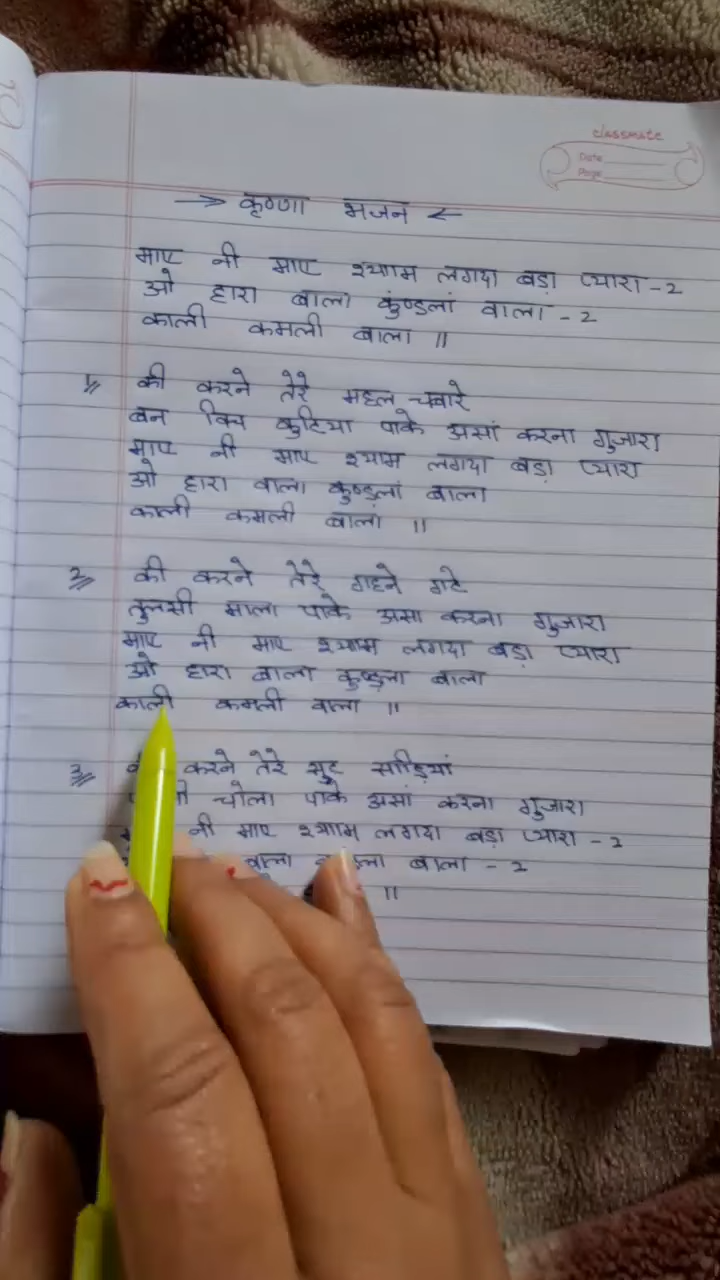 classmate
Date
Page
→ कृष्णा भजन ←
माए नी माए श्याम लगदा बड़ा प्यारा - 2
ओ हारा वाला कुंण्डलां वाला - 2
काली कमली वाला ॥
1, की करने तेरे महल चबारे
बन विच कुटिया पाके असां करना गुजारा
माए नी माए श्याम लगदा बड़ा प्यारा
ओ हारा वाला कुण्डलां वाला
काली कमली वाला ॥
2, की करने तेरे गहने गटे
तुलसी माला पाके असा करना गुजारा
माए नी माए श्याम लगदा बड़ा प्यारा
ओ हारा वाला कुण्डला वाला
काली कमली वाला ॥
3, करने तेरे सुट साड़ियां
चोला पाके असां करना गुजारा
नी माए श्याम लगदा बड़ा प्यारा - 2
वाला वाला - 2
॥